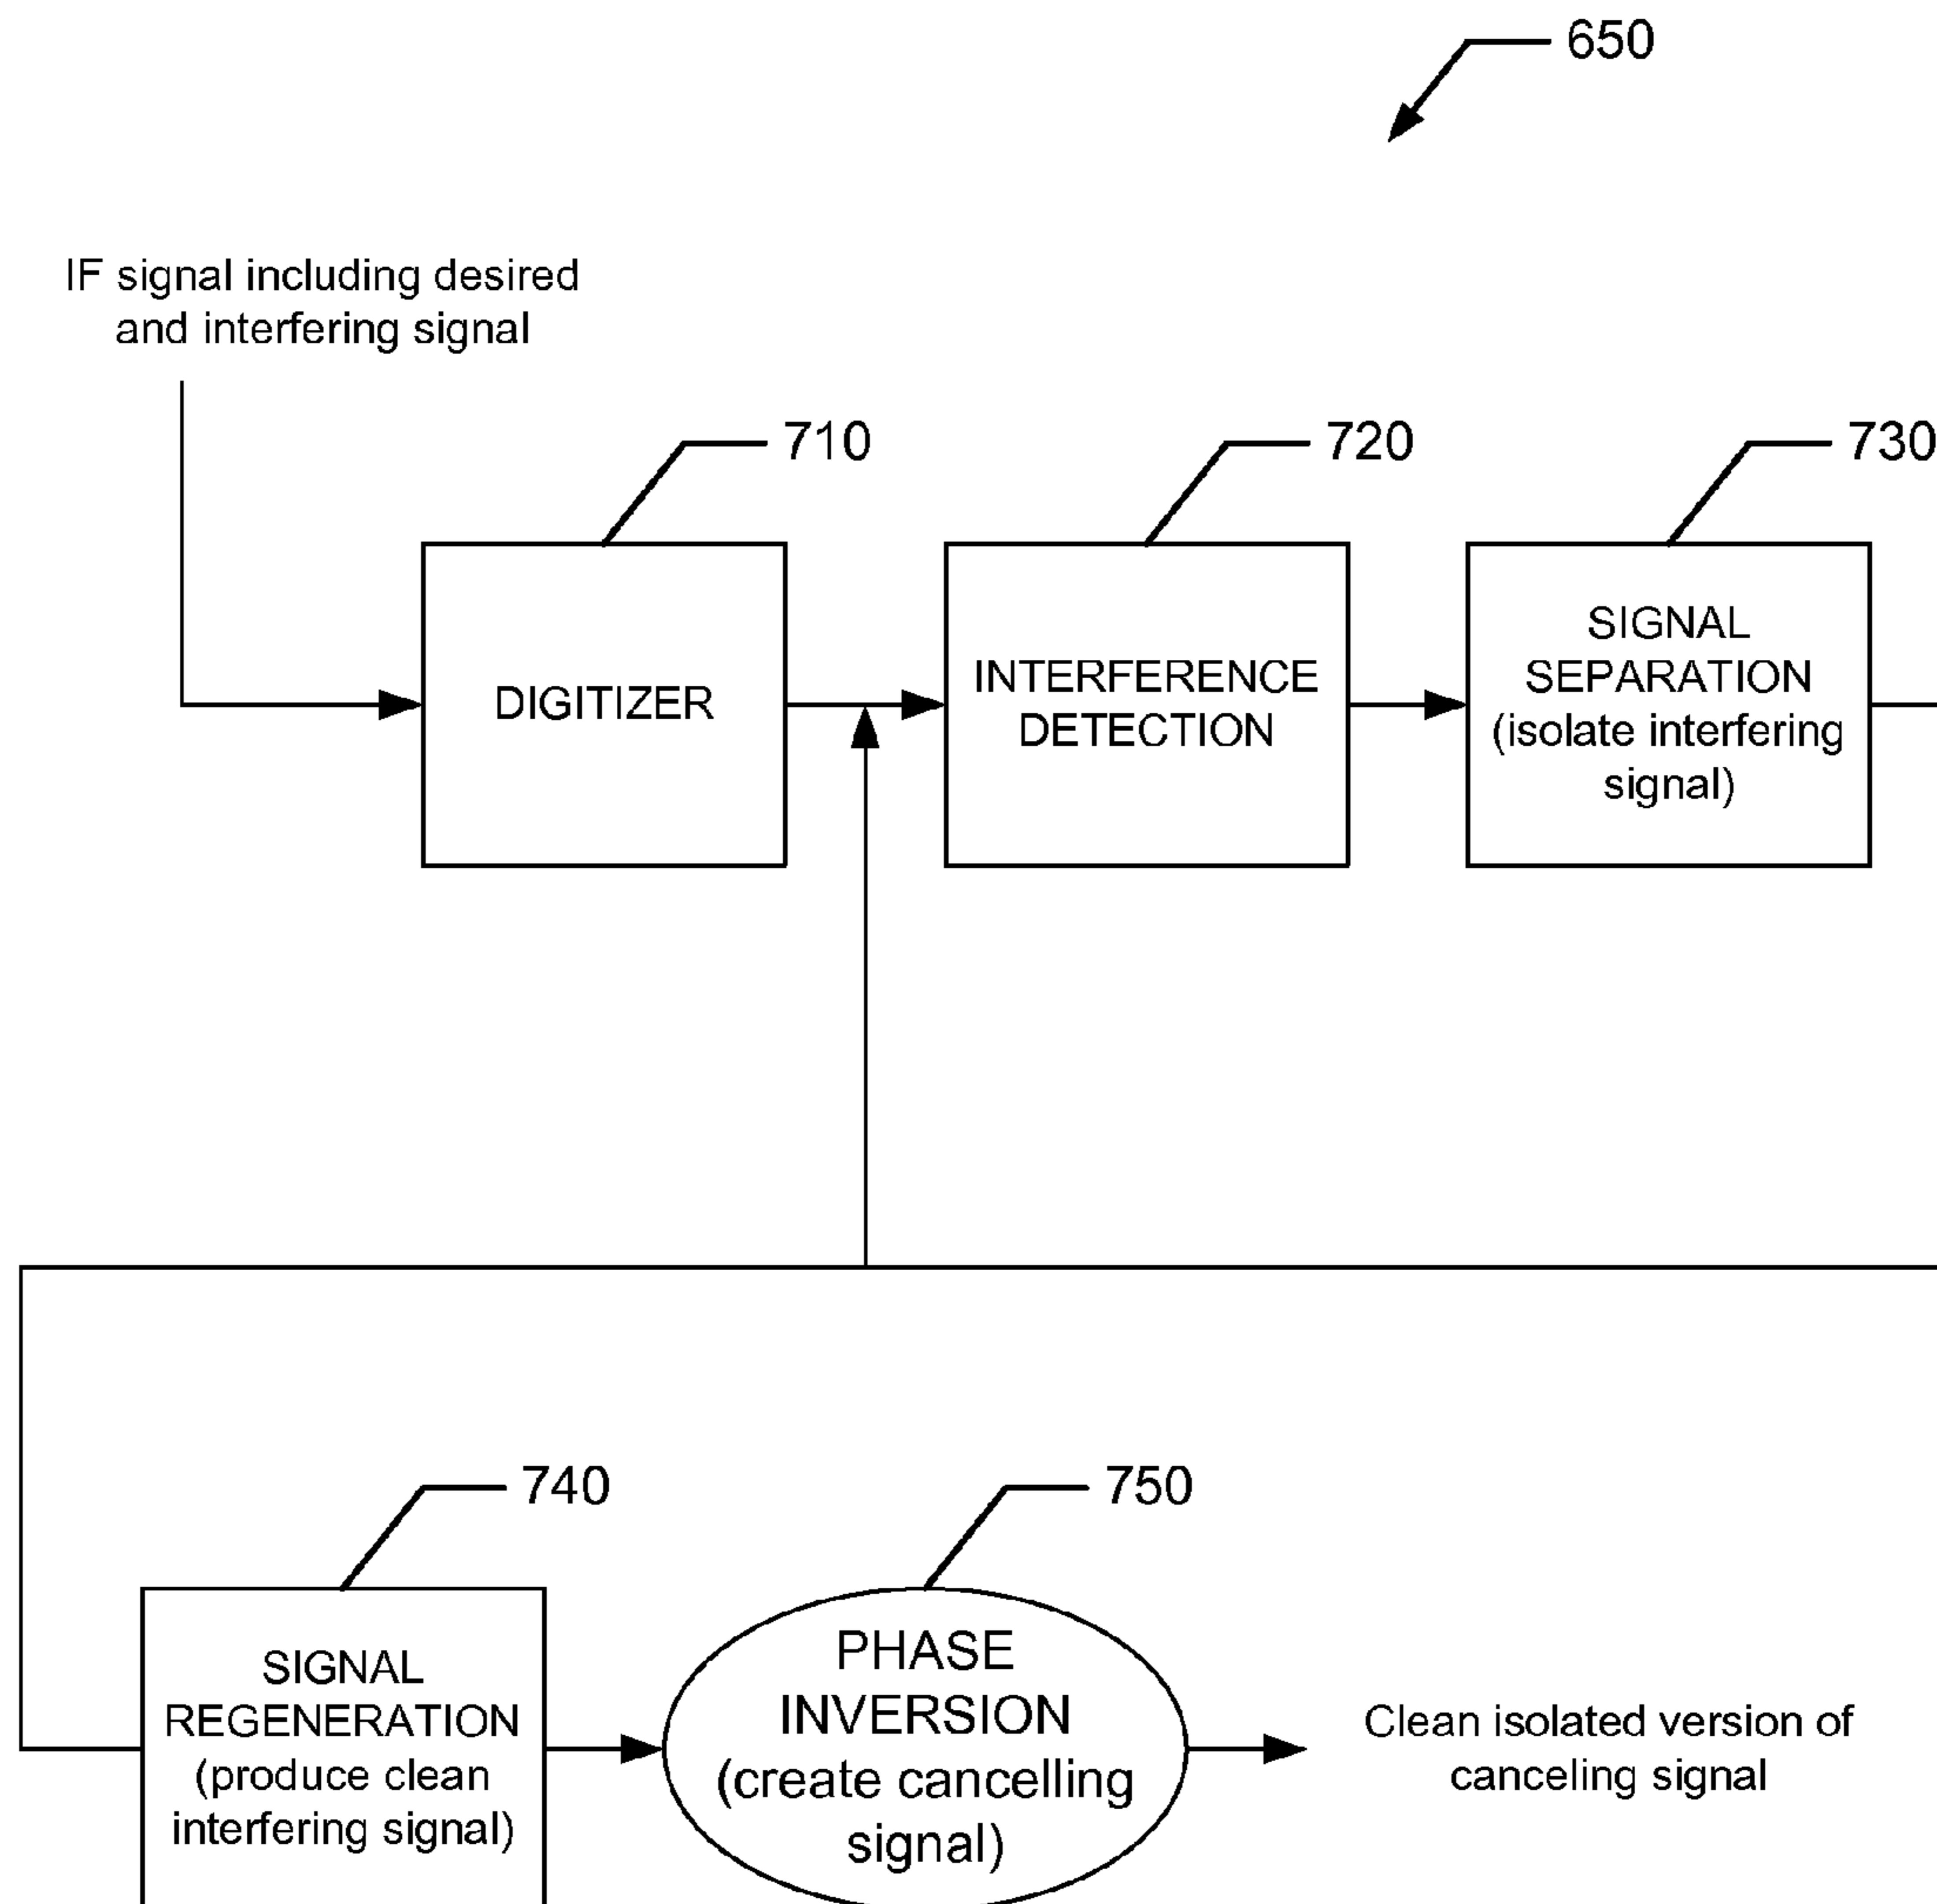 650
IF signal including desired
and interfering signal
710
720
730
DIGITIZER
INTERFERENCE
DETECTION
SIGNAL
SEPARATION
(isolate interfering
signal)
740
750
SIGNAL
REGENERATION
(produce clean
interfering signal)
PHASE
INVERSION
(create cancelling
signal)
Clean isolated version of
canceling signal